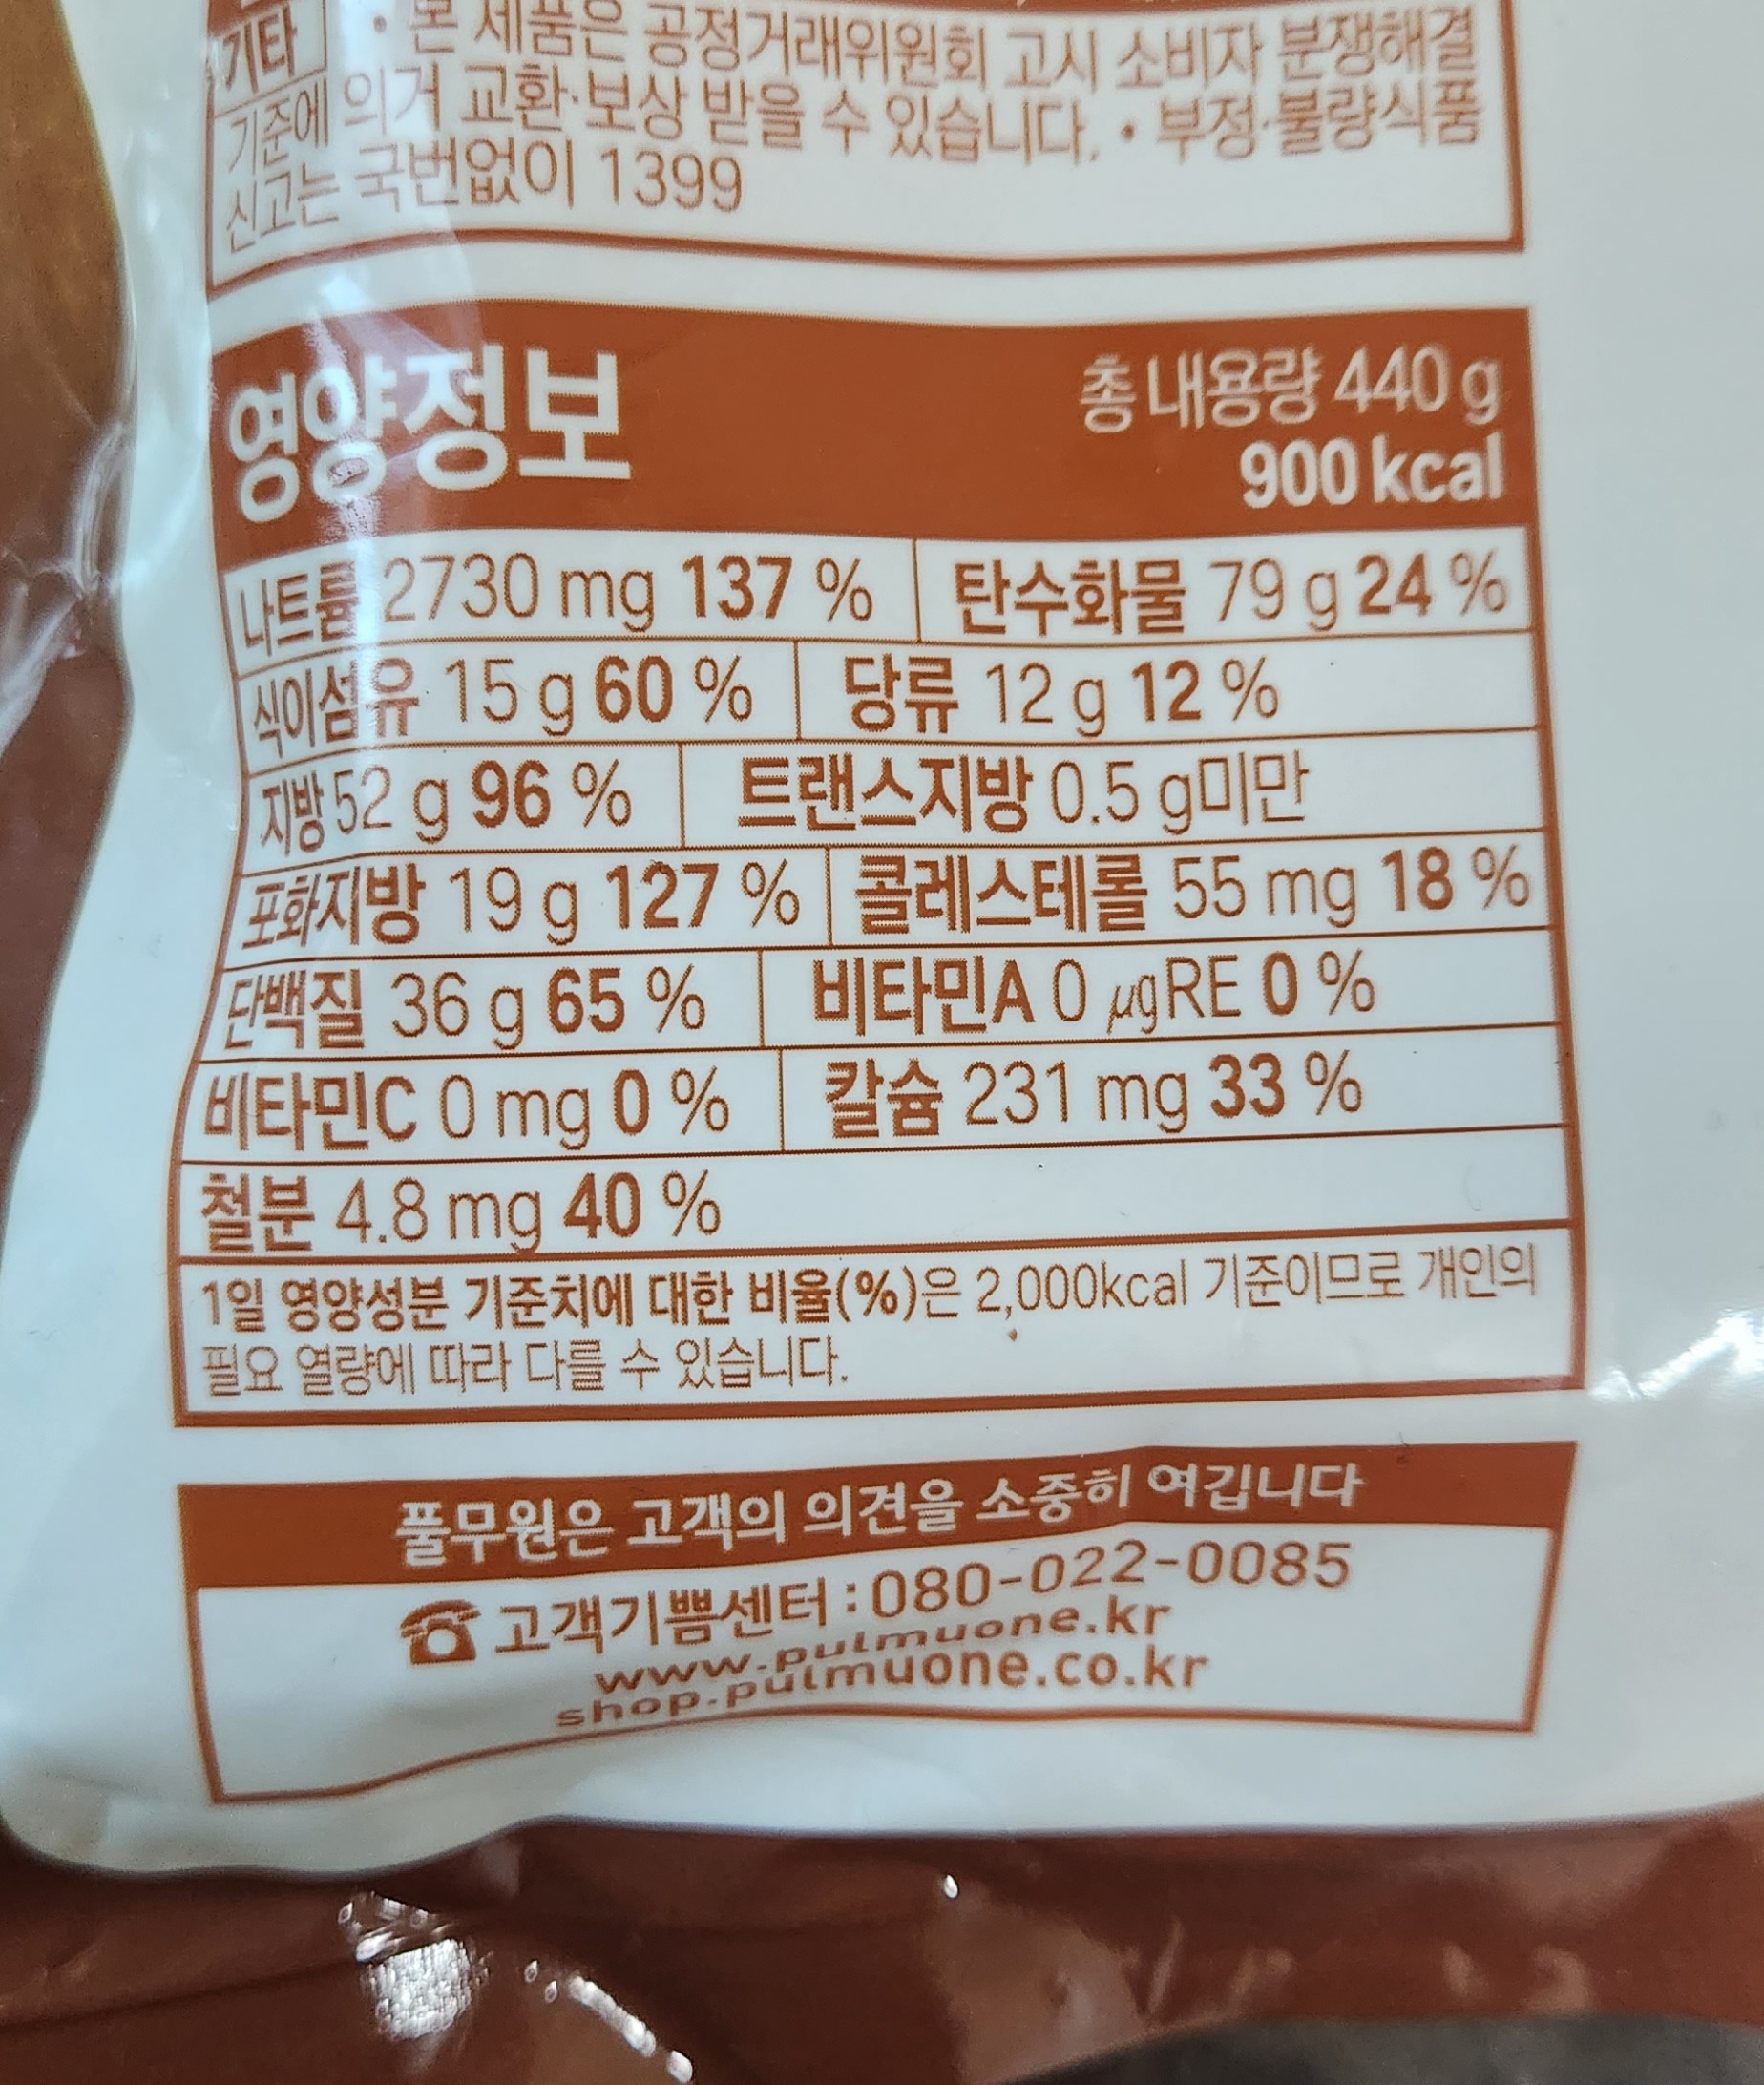 기타 • 본 제품은 공정거래위원회 고시 소비자 분쟁해결
기준에 의거 교환·보상 받을 수 있습니다. • 부정·불량식품
신고는 국번없이 1399
영양정보
총 내용량 440 g
900 kcal
나트륨 2730 mg 137 % 탄수화물 79 g 24 %
식이섬유 15 g 60 % 당류 12 g 12 %
지방 52 g 96 % 트랜스지방 0.5 g미만
포화지방 19 g 127 % 콜레스테롤 55 mg 18 %
단백질 36 g 65 % 비타민A 0 µgRE 0 %
비타민C 0 mg 0 % 칼슘 231 mg 33 %
철분 4.8 mg 40 %
1일 영양성분 기준치에 대한 비율(%)은 2,000kcal 기준이므로 개인의
필요 열량에 따라 다를 수 있습니다.
풀무원은 고객의 의견을 소중히 여깁니다
☎ 고객기쁨센터 : 080-022-0085
www.pulmuone.kr
shop.pulmuone.co.kr